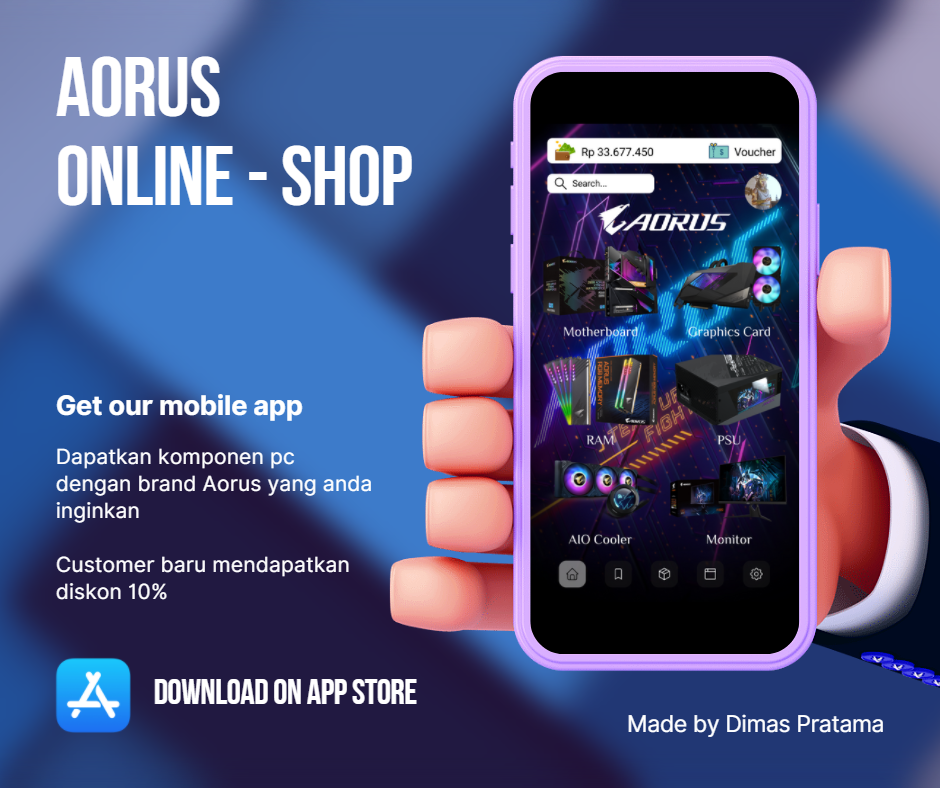 AORUS
ONLINE - SHOP
Rp 33.677.450
Voucher
Search...
AORUS
Motherboard
Graphics Card
RAM
PSU
AIO Cooler
Monitor
Get our mobile app
Dapatkan komponen pc
dengan brand Aorus yang anda
inginkan
Customer baru mendapatkan
diskon 10%
DOWNLOAD ON APP STORE
Made by Dimas Pratama